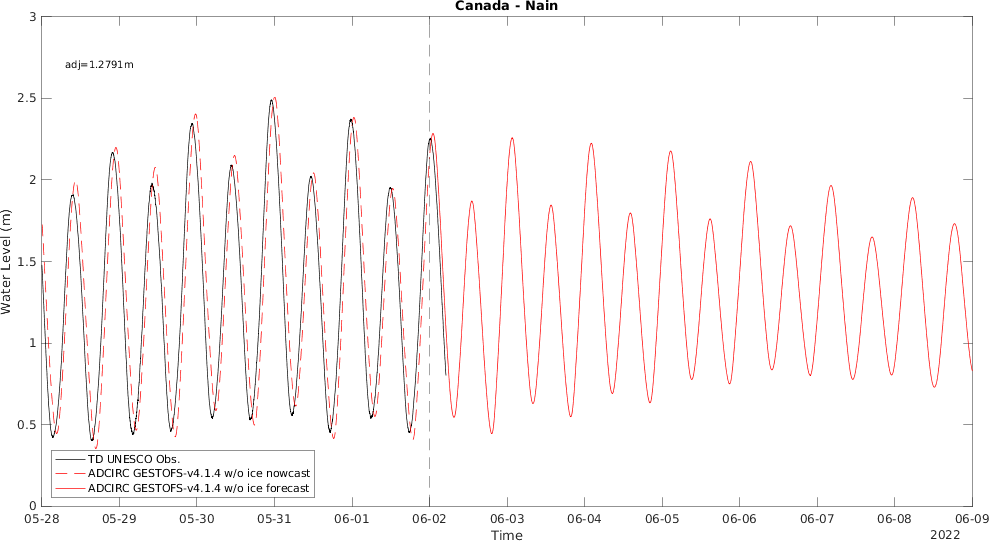 Canada - Nain
3
adj=1.2791m
2.5
2
1.5
1
0.5
0
Water Level (m)
TD UNESCO Obs.
ADCIRC GESTOFS-v4.1.4 w/o ice nowcast
ADCIRC GESTOFS-v4.1.4 w/o ice forecast
05-28 05-29 05-30 05-31 06-01 06-02 06-03 06-04 06-05 06-06 06-07 06-08 06-09
Time
2022